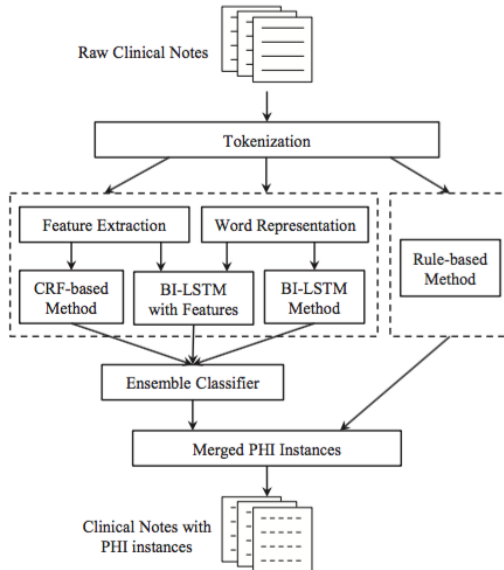 Raw Clinical Notes
Tokenization
Feature Extraction
Word Representation
CRF-based
Method
BI-LSTM
with Features
BI-LSTM
Method
Rule-based
Method
Ensemble Classifier
Merged PHI Instances
Clinical Notes with
PHI instances